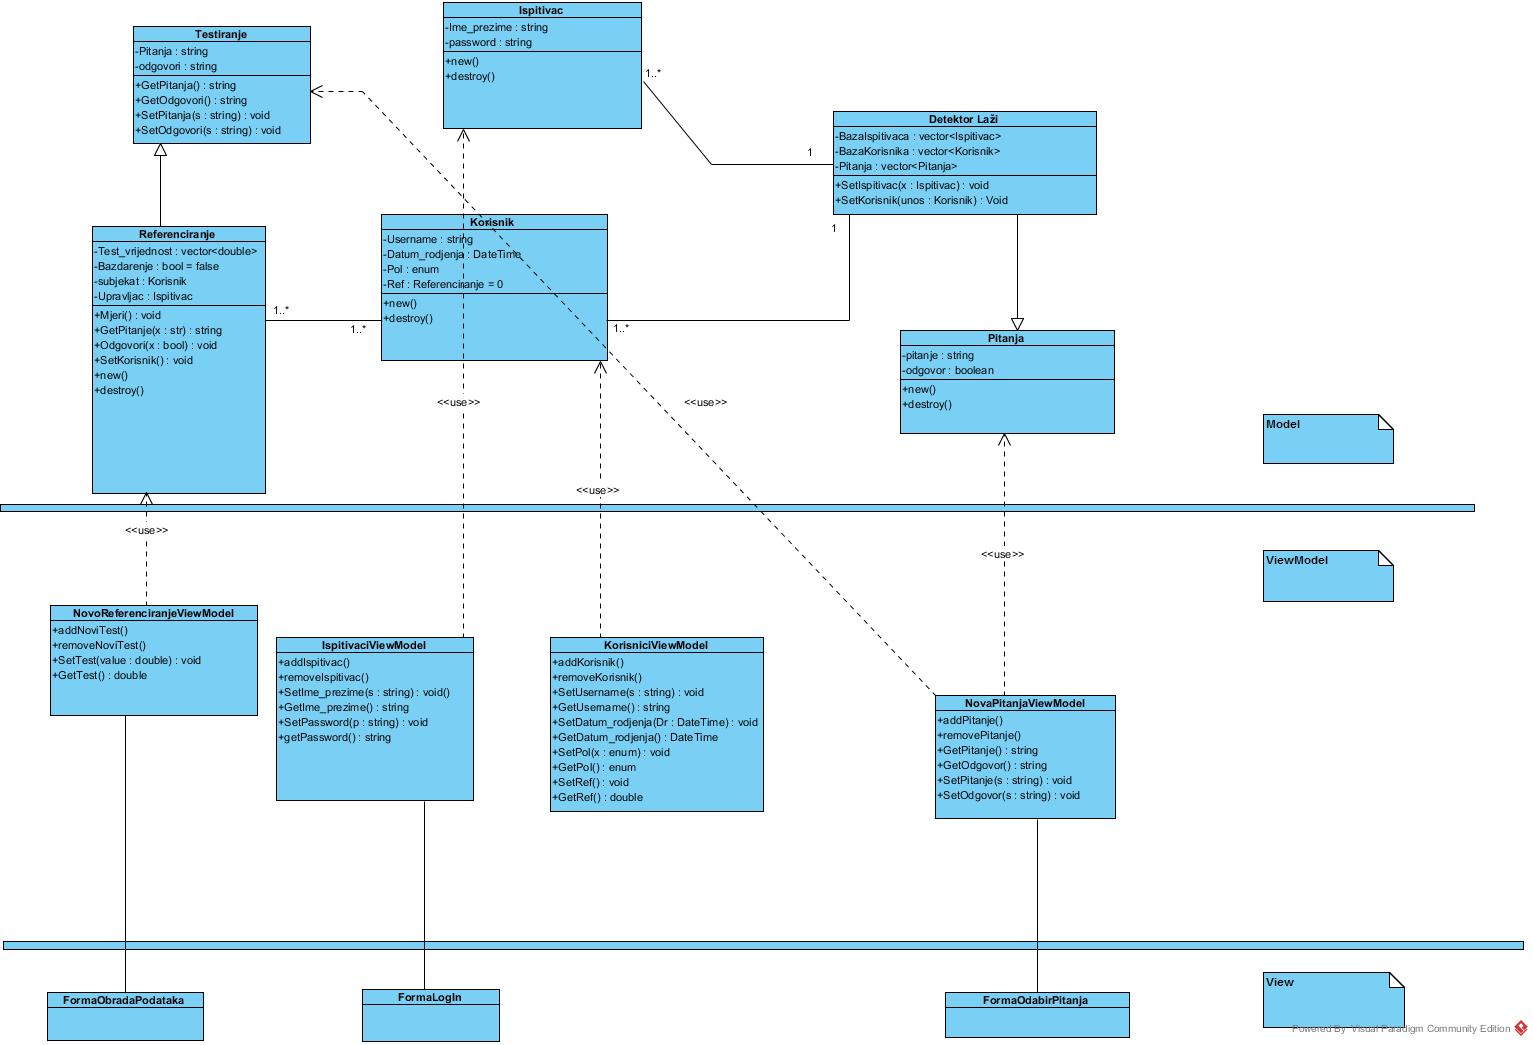 Testiranje
-Pitanja : string
-odgovori : string
+GetPitanja() : string
+GetOdgovori() : string
+SetPitanja(s : string) : void
+SetOdgovori(s : string) : void
Ispitivac
-Ime_prezime : string
-password : string
+new()
+destroy()
1..*
1
Detektor Laži
-BazaIspitivaca : vector<Ispitivac>
-BazaKorisnika : vector<Korisnik>
-Pitanja : vector<Pitanja>
+SetIspitivac(x : Ispitivac) : void
+SetKorisnik(unos : Korisnik) : Void
1
Referenciranje
-Test_vrijednost : vector<double>
-Bazdarenje : bool = false
-subjekat : Korisnik
-Upravljac : Ispitivac
+Mjeri() : void
+GetPitanje(x : str) : string
+Odgovori(x : bool) : void
+SetKorisnik() : void
+new()
+destroy()
1..*
1..*
Korisnik
-Username : string
-Datum_rodjenja : DateTime
-Pol : enum
-Ref : Referenciranje = 0
+new()
+destroy()
1..*
Pitanja
-pitanje : string
-odgovor : boolean
+new()
+destroy()
<<use>>
<<use>>
Model
<<use>>
<<use>>
<<use>>
ViewModel
NovoReferenciranjeViewModel
+addNoviTest()
+removeNoviTest()
+SetTest(value : double) : void
+GetTest() : double
IspitivaciViewModel
+addIspitivac()
+removeIspitivac()
+SetIme_prezime(s : string) : void()
+GetIme_prezime() : string
+SetPassword(p : string) : void
+getPassword() : string
KorisniciViewModel
+addKorisnik()
+removeKorisnik()
+SetUsername(s : string) : void
+GetUsername() : string
+SetDatum_rodjenja(Dr : DateTime) : void
+GetDatum_rodjenja() : DateTime
+SetPol(x : enum) : void
+GetPol() : enum
+SetRef() : void
+GetRef() : double
NovaPitanjaViewModel
+addPitanje()
+removePitanje()
+GetPitanje() : string
+GetOdgovor() : string
+SetPitanje(s : string) : void
+SetOdgovor(s : string) : void
FormaObradaPodataka
FormaLogIn
FormaOdabirPitanja
View
Powered By Visual Paradigm Community Edition